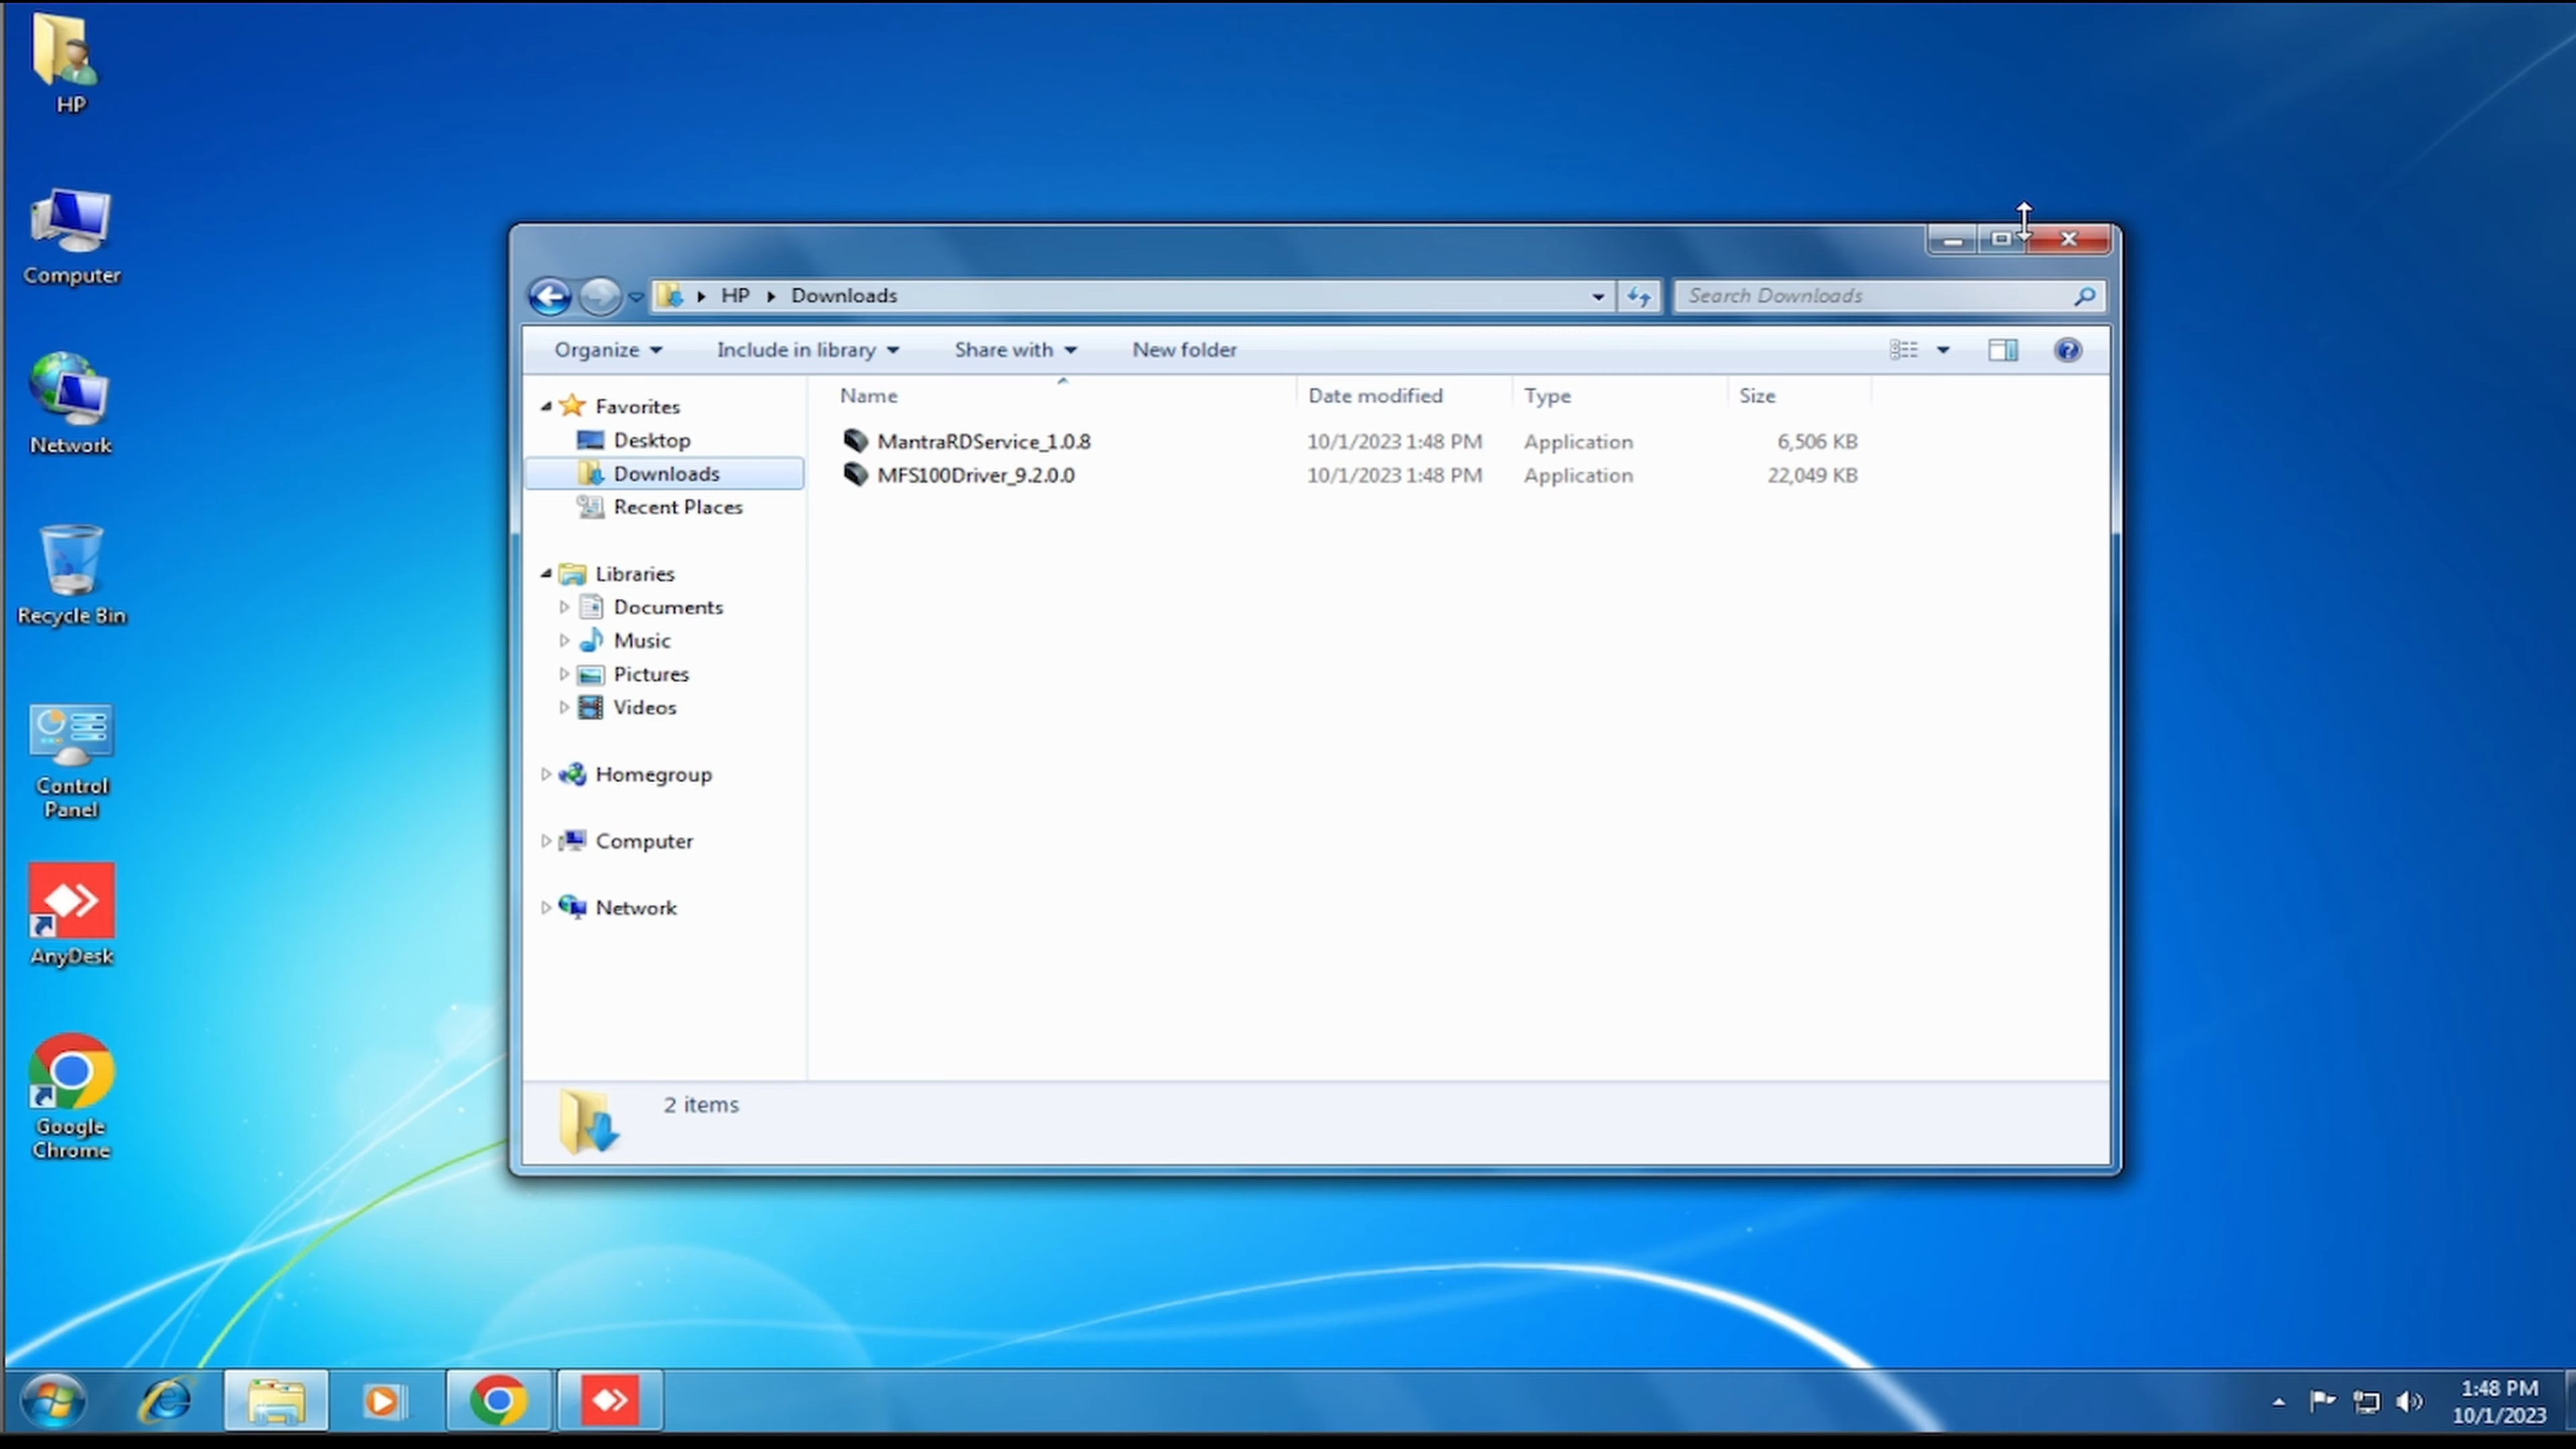 HP
Computer
Network
Recycle Bin
Control
Panel
AnyDesk
Google
Chrome
HP
Downloads
Search Downloads
Organize
Include in library
Share with
New folder
Favorites
Desktop
Downloads
Recent Places
Libraries
Documents
Music
Pictures
Videos
Homegroup
Computer
Network
Name Date modified Type Size
MantraRDService_1.0.8 10/1/2023 1:48 PM Application 6,506 KB
MFS100Driver_9.2.0.0 10/1/2023 1:48 PM Application 22,049 KB
2 items
1:48 PM
10/1/2023